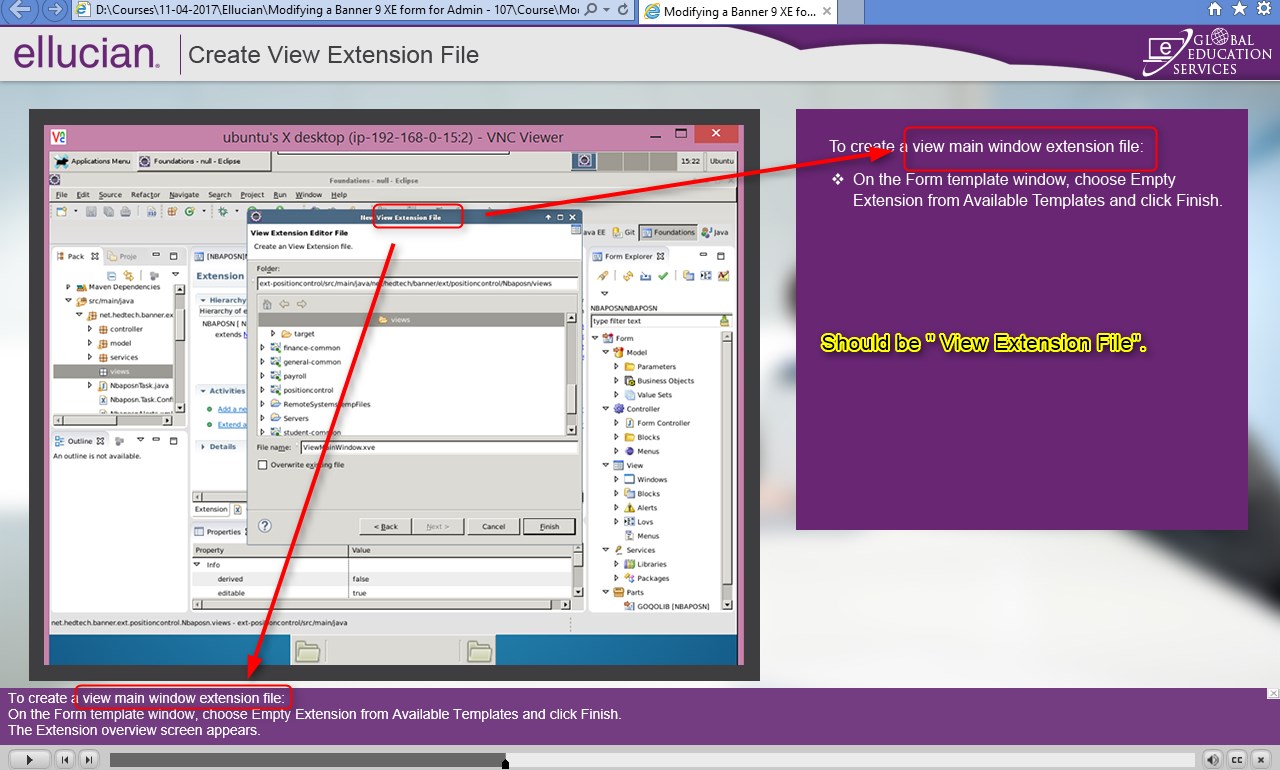 D:\Courses\11-04-2017\Ellucian\Modifying a Banner 9 XE form for Admin - 107\Course\Mo
Modifying a Banner 9 XE fo...
ellucian.
Create View Extension File
GLOBAL
EDUCATION
SERVICES
ubuntu's X desktop (ip-192-168-0-15:2) - VNC Viewer
Applications Menu
Foundations - null - Eclipse
15:22
Ubuntu
Foundations - null - Eclipse
File Edit Source Refactor Navigate Search Project Run Window Help
New View Extension File
View Extension Editor File
Create an View Extension file.
Folder:
ext-positioncontrol/src/main/java/net/hedtech/banner/ext/positioncontrol/Nbaposn/views
views
target
finance-common
general-common
payroll
positioncontrol
RemoteSystemsTempFiles
Servers
student-common
File name:
ViewMainWindow.xve
Overwrite existing file
< Back
Next >
Cancel
Finish
Pack
Proje
Maven Dependencies
src/main/java
net.hedtech.banner.ex
controller
model
services
views
NbaposnTask.java
Nbaposn.Task.Confi
Outline
An outline is not available.
[NBAPOSN]
Extension
Hierarchy
Hierarchy of e
NBAPOSN [ N
extends N
Activities
Add a ne
Extend a
Details
Extension
Properties
Property
Value
Info
derived
false
editable
true
ava EE
Git
Foundations
Java
Form Explorer
NBAPOSN/NBAPOSN
type filter text
Form
Model
Parameters
Business Objects
Value Sets
Controller
Form Controller
Blocks
Menus
View
Windows
Blocks
Alerts
Lovs
Menus
Services
Libraries
Packages
Parts
GOQOLIB [NBAPOSN]
net.hedtech.banner.ext.positioncontrol.Nbaposn.views - ext-positioncontrol/src/main/java
To create a view main window extension file:
❖ On the Form template window, choose Empty
Extension from Available Templates and click Finish.
Should be " View Extension File".
To create a view main window extension file:
On the Form template window, choose Empty Extension from Available Templates and click Finish.
The Extension overview screen appears.
CC